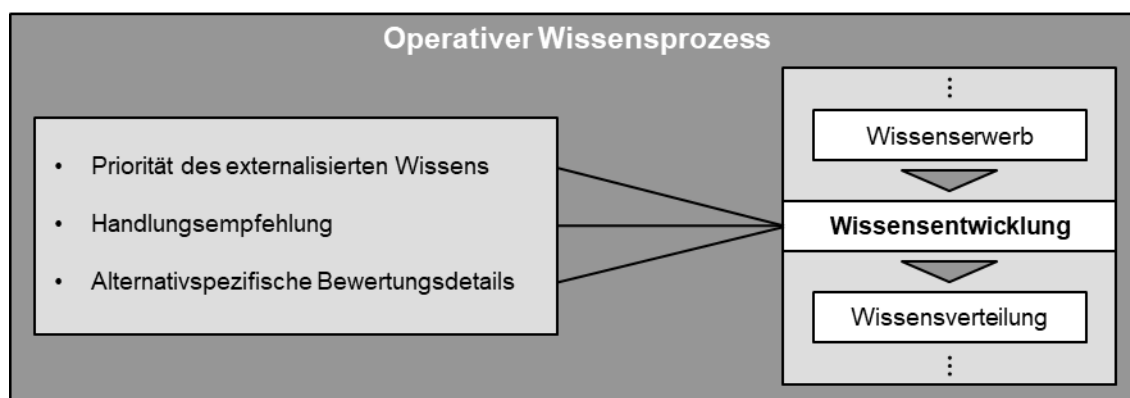 Operativer Wissensprozess
• Priorität des externalisierten Wissens
• Handlungsempfehlung
• Alternativspezifische Bewertungsdetails
⋮
Wissenserwerb
Wissensentwicklung
Wissensverteilung
⋮